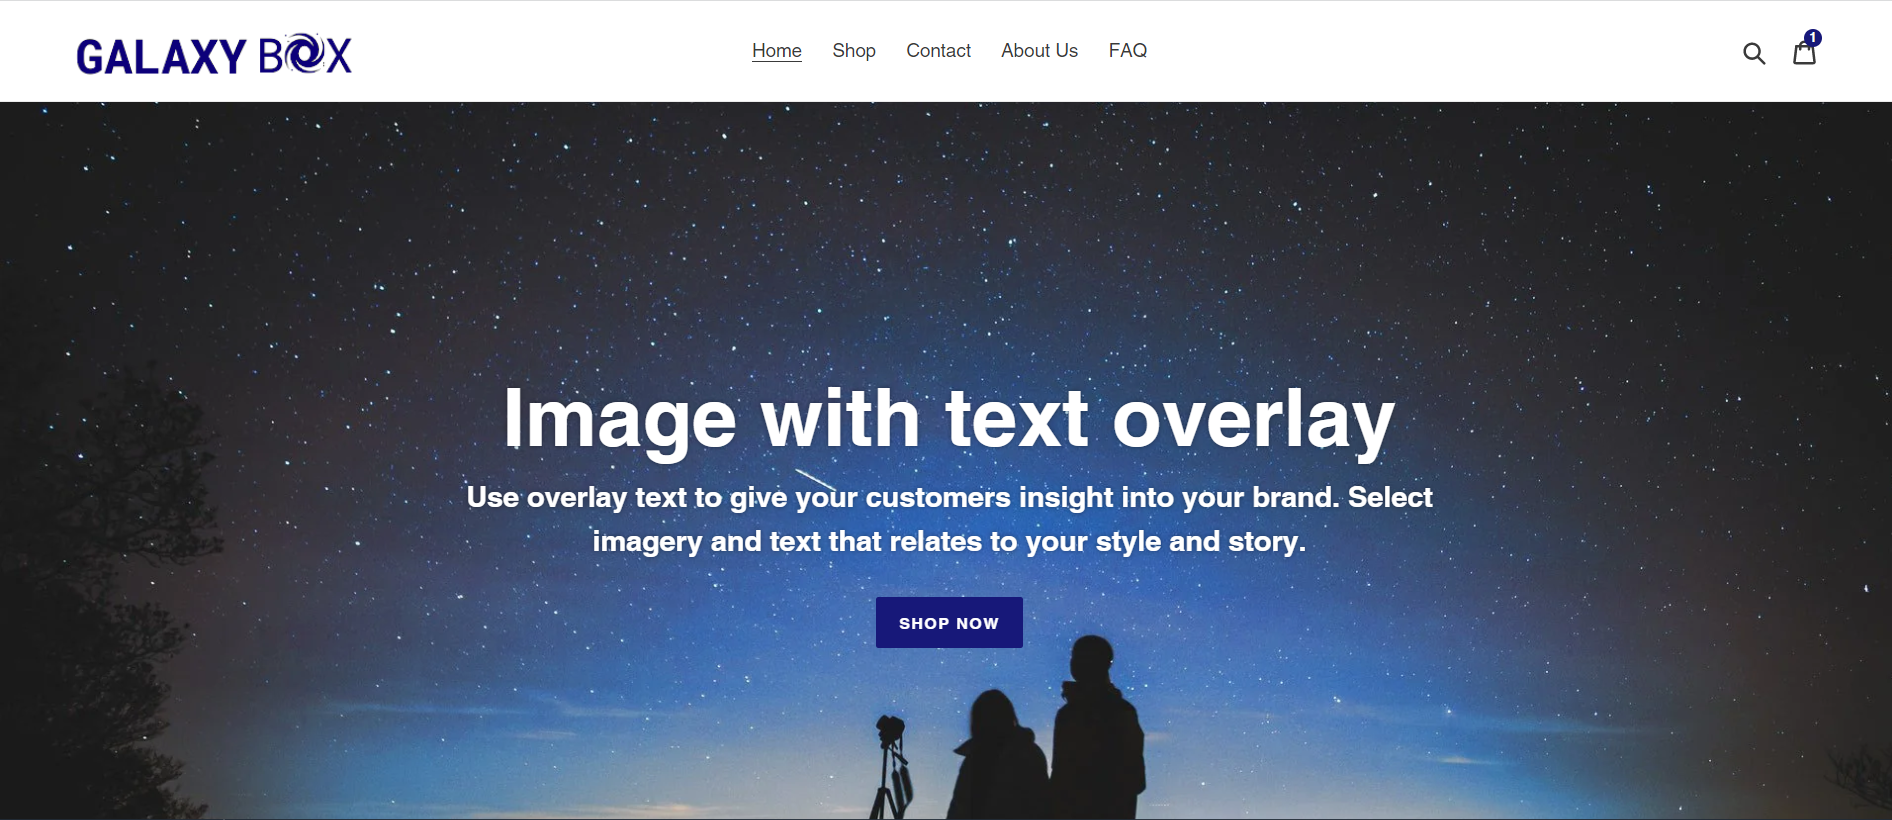 GALAXY BOX
Home Shop Contact About Us FAQ
1
Image with text overlay
Use overlay text to give your customers insight into your brand. Select
imagery and text that relates to your style and story.
SHOP NOW